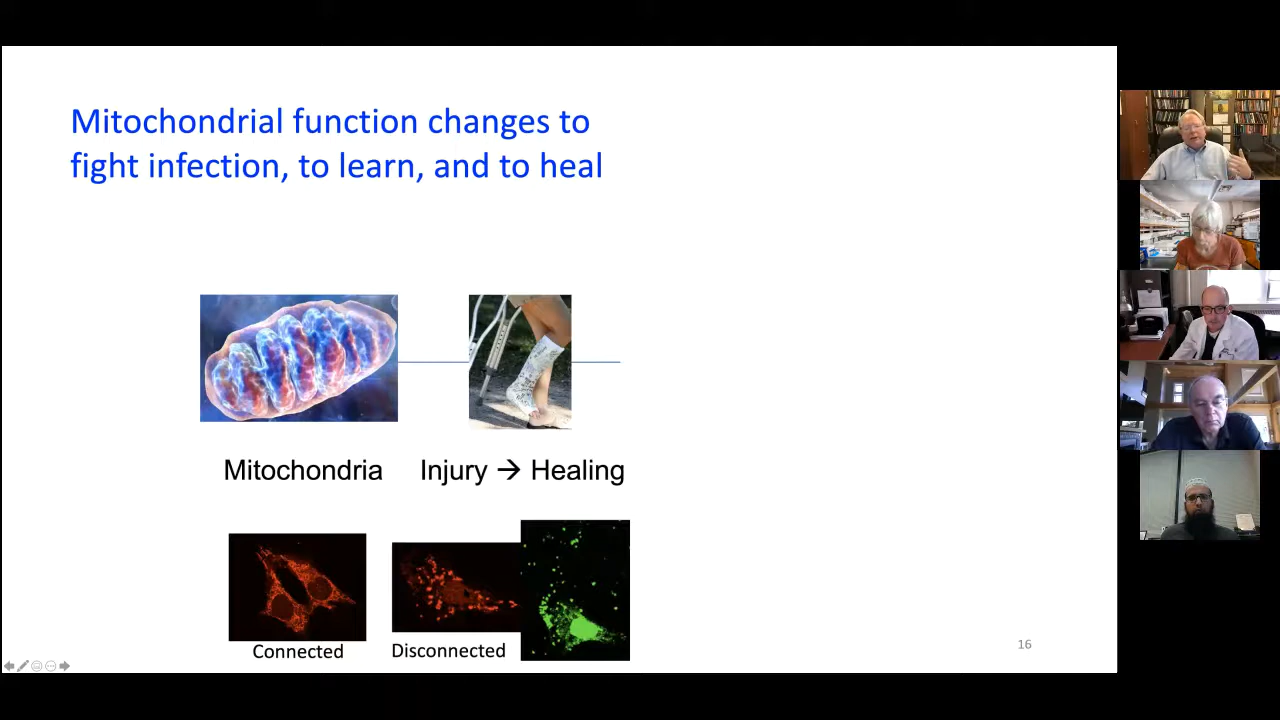 Mitochondrial function changes to
fight infection, to learn, and to heal
Mitochondria
Injury → Healing
Connected
Disconnected
16